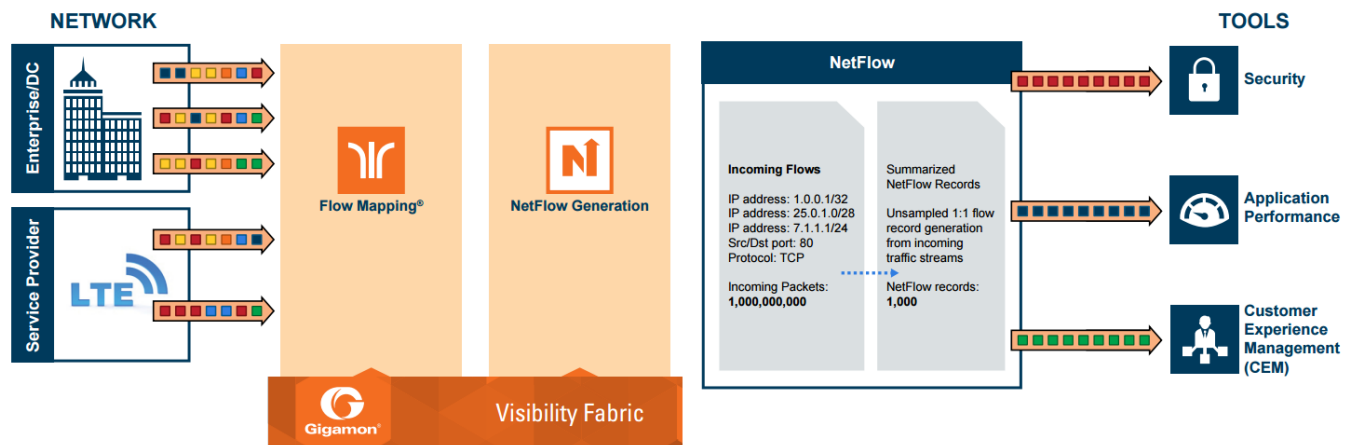 NETWORK
Enterprise/DC
Service Provider
LTE
Flow Mapping®
NetFlow Generation
Gigamon®
Visibility Fabric
NetFlow
Incoming Flows
IP address: 1.0.0.1/32
IP address: 25.0.1.0/28
IP address: 7.1.1.1/24
Src/Dst port: 80
Protocol: TCP
Incoming Packets:
1,000,000,000
Summarized
NetFlow Records
Unsampled 1:1 flow
record generation
from incoming
traffic streams
NetFlow records:
1,000
TOOLS
Security
Application
Performance
Customer
Experience
Management
(CEM)